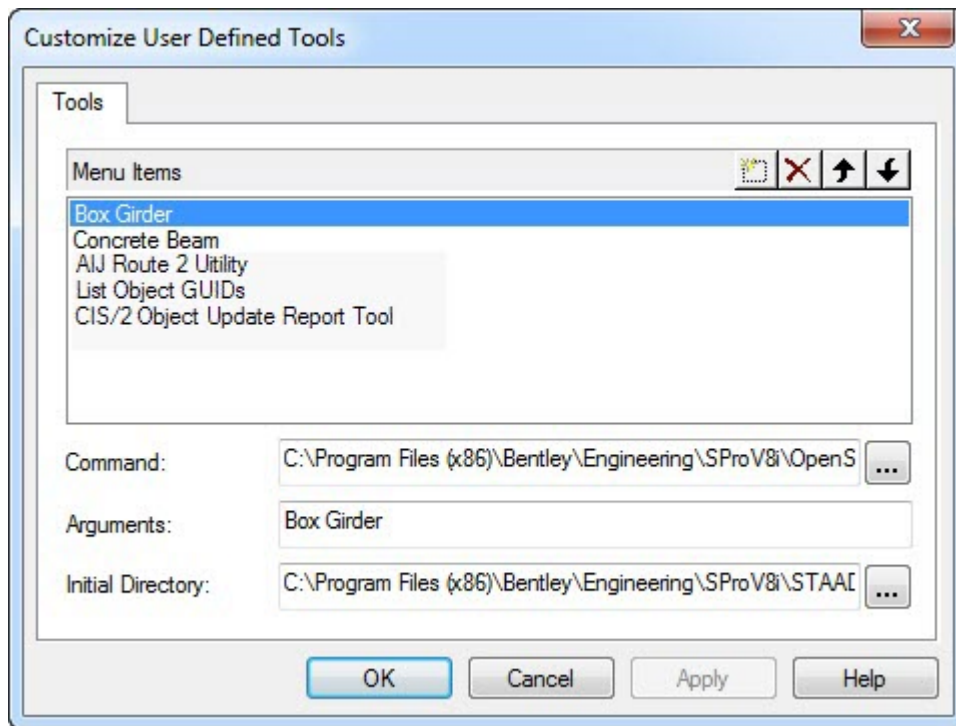 Customize User Defined Tools
Tools
Menu Items
Box Girder
Concrete Beam
AIJ Route 2 Uitility
List Object GUIDs
CIS/2 Object Update Report Tool
Command: C:\Program Files (x86)\Bentley\Engineering\SProV8i\OpenS ...
Arguments: Box Girder
Initial Directory: C:\Program Files (x86)\Bentley\Engineering\SProV8i\STAAD ...
OK Cancel Apply Help